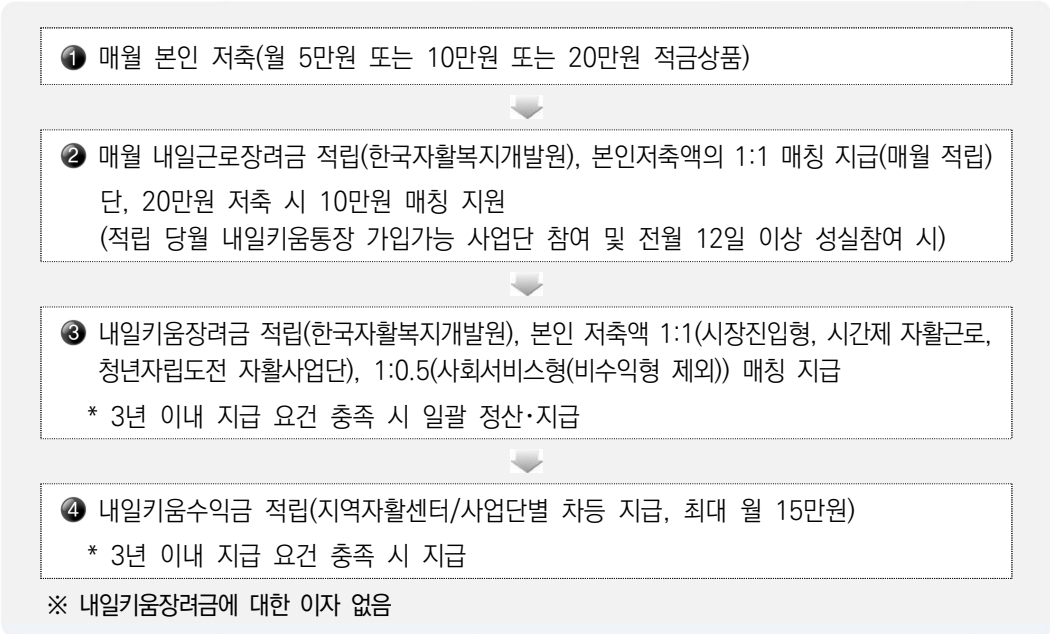 ❶ 매월 본인 저축(월 5만원 또는 10만원 또는 20만원 적금상품)
❷ 매월 내일근로장려금 적립(한국자활복지개발원), 본인저축액의 1:1 매칭 지급(매월 적립)
단, 20만원 저축 시 10만원 매칭 지원
(적립 당월 내일키움통장 가입가능 사업단 참여 및 전월 12일 이상 성실참여 시)
❸ 내일키움장려금 적립(한국자활복지개발원), 본인 저축액 1:1(시장진입형, 시간제 자활근로,
청년자립도전 자활사업단), 1:0.5(사회서비스형(비수익형 제외)) 매칭 지급
* 3년 이내 지급 요건 충족 시 일괄 정산·지급
❹ 내일키움수익금 적립(지역자활센터/사업단별 차등 지급, 최대 월 15만원)
* 3년 이내 지급 요건 충족 시 지급
※ 내일키움장려금에 대한 이자 없음